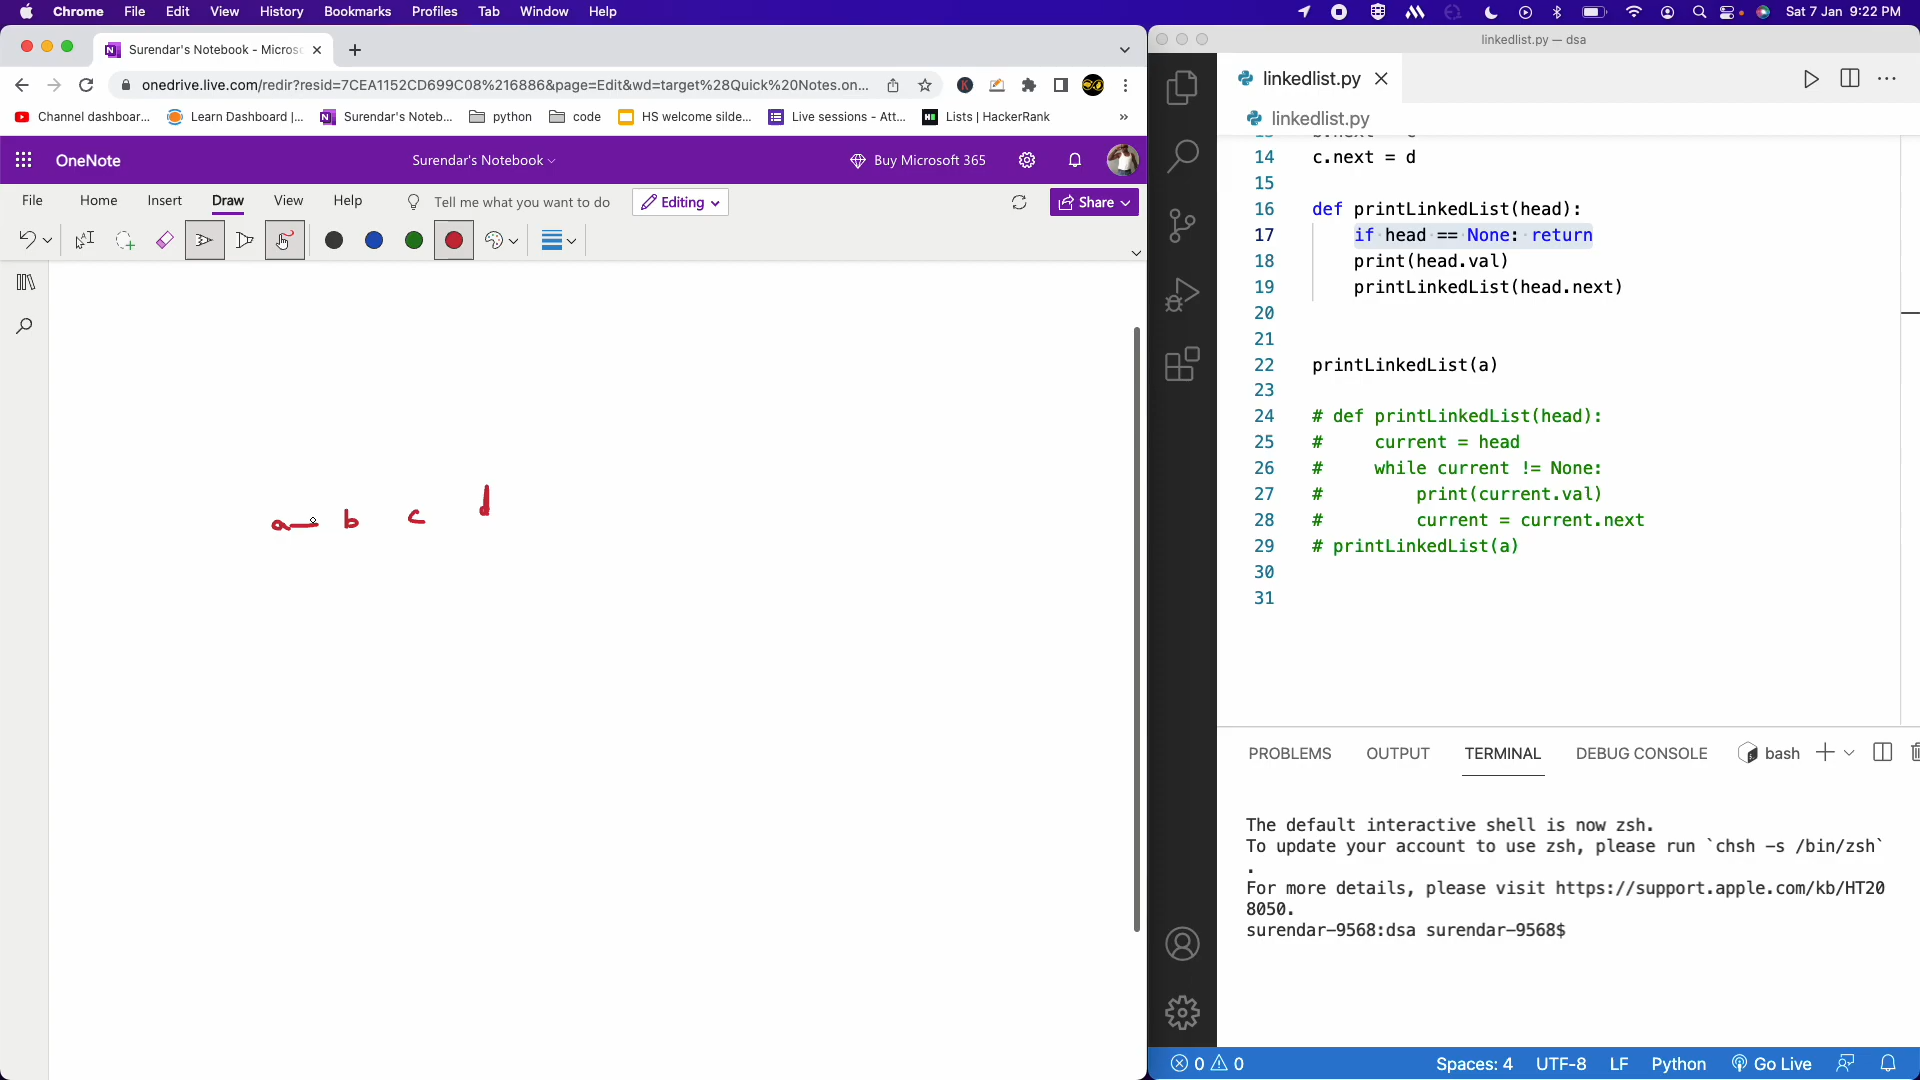 Chrome File Edit View History Bookmarks Profiles Tab Window Help Sat 7 Jan 9:22 PM
Surendar's Notebook - Micros
onedrive.live.com/redir?resid=7CEA1152CD699C08%216886&page=Edit&wd=target%28Quick%20Notes.on...
Channel dashboar... Learn Dashboard |... Surendar's Noteb... python code HS welcome silde... Live sessions - Att... Lists | HackerRank »
OneNote Surendar's Notebook Buy Microsoft 365
File Home Insert Draw View Help Tell me what you want to do Editing Share
a b c d
linkedlist.py — dsa
linkedlist.py
linkedlist.py
14 c.next = d
15
16 def printLinkedList(head):
17 if head == None: return
18 print(head.val)
19 printLinkedList(head.next)
20
21
22 printLinkedList(a)
23
24 # def printLinkedList(head):
25 # current = head
26 # while current != None:
27 # print(current.val)
28 # current = current.next
29 # printLinkedList(a)
30
31
PROBLEMS OUTPUT TERMINAL DEBUG CONSOLE bash
The default interactive shell is now zsh.
To update your account to use zsh, please run `chsh -s /bin/zsh`
.
For more details, please visit https://support.apple.com/kb/HT20
8050.
surendar-9568:dsa surendar-9568$
0 0 Spaces: 4 UTF-8 LF Python Go Live